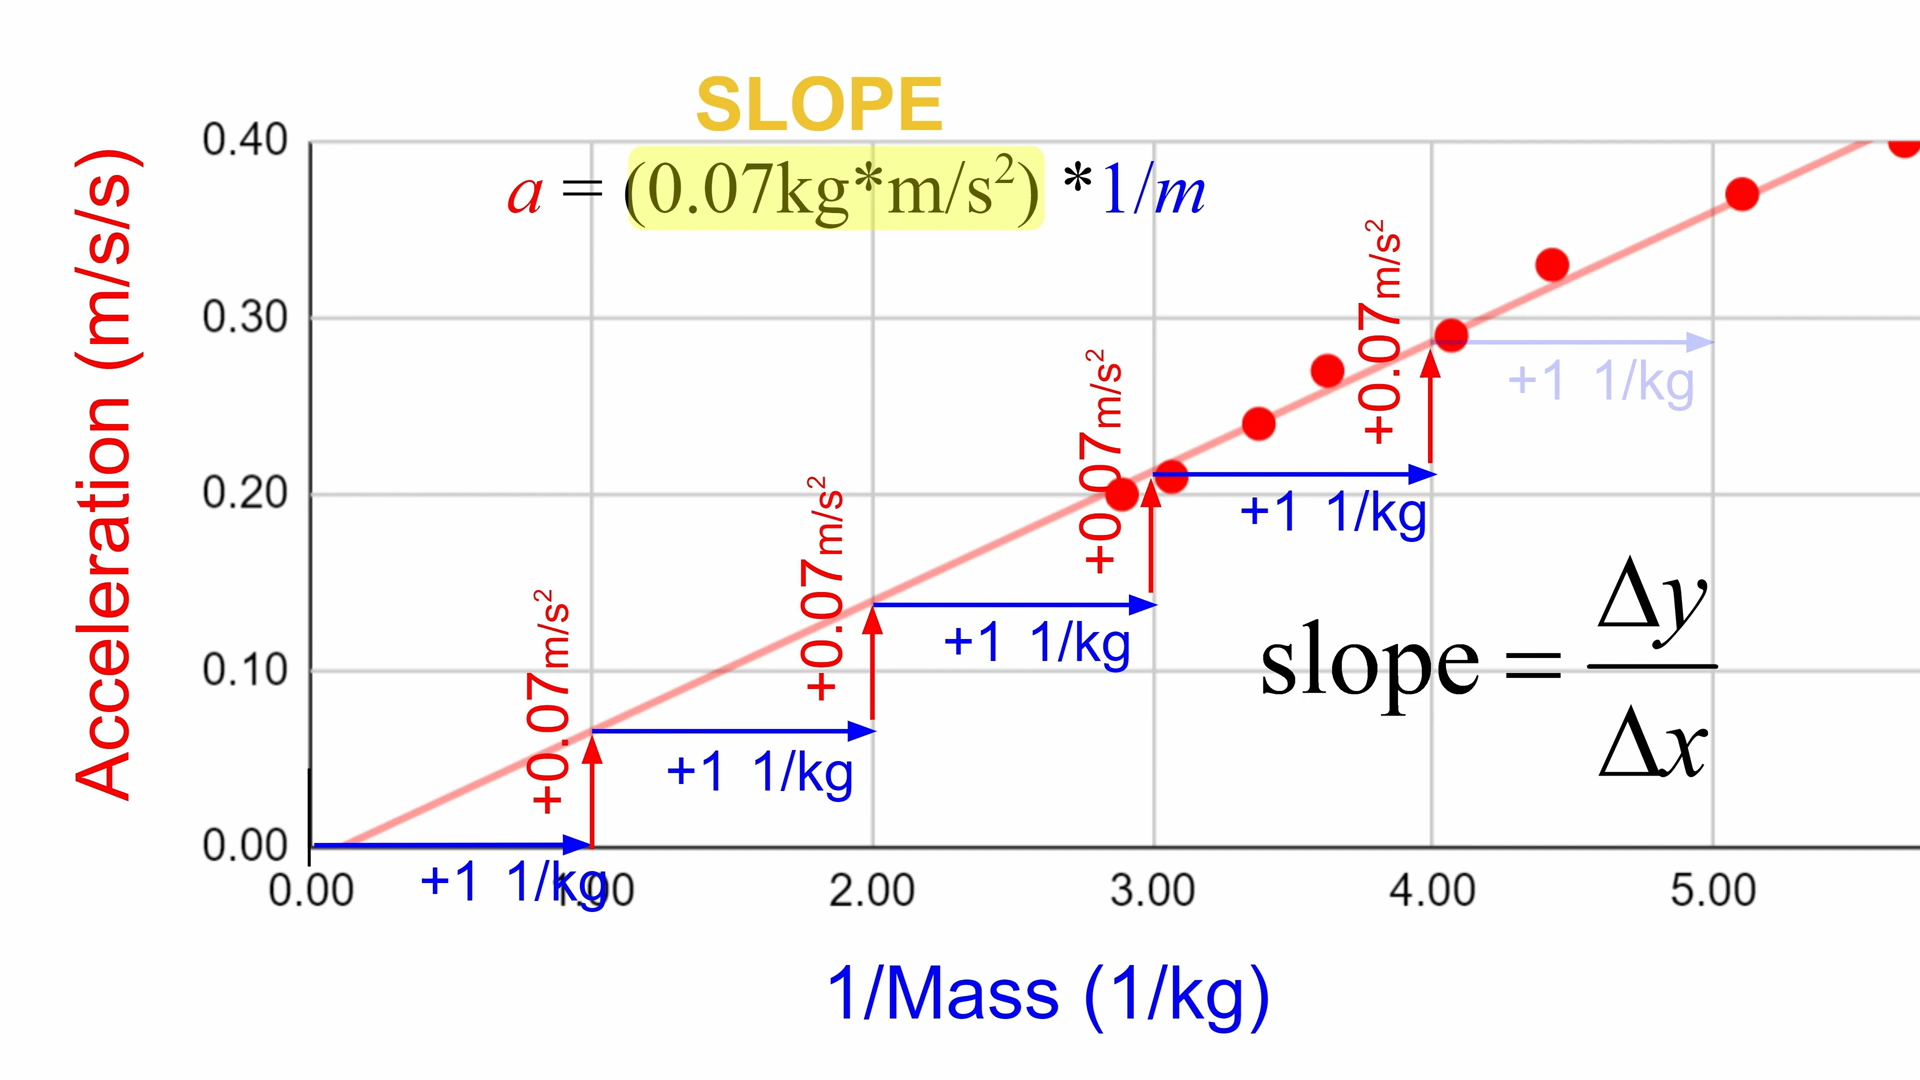 SLOPE
a = (0.07kg*m/s²) *1/m
Acceleration (m/s/s)
0.40
0.30
0.20
0.10
0.00
+0.07m/s²
+0.07m/s²
+0.07m/s²
+0.07m/s²
+1 1/kg
+1 1/kg
+1 1/kg
+1 1/kg
+1 1/kg
slope = Δy/Δx
0.00 1.00 2.00 3.00 4.00 5.00
1/Mass (1/kg)